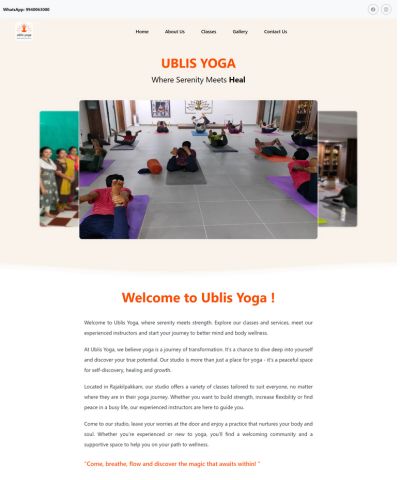 WhatsApp: 9940063000
ublis yoga
Home About Us Classes Gallery Contact Us
UBLIS YOGA
Where Serenity Meets Heal
Welcome to Ublis Yoga !
Welcome to Ublis Yoga, where serenity meets strength. Explore our classes and services, meet our
experienced instructors and start your journey to better mind and body wellness.
At Ublis Yoga, we believe yoga is a journey of transformation. It's a chance to dive deep into yourself
and discover your true potential. Our studio is more than just a place for yoga - it's a peaceful space
for self-discovery, healing and growth.
Located in Rajakilpakkam, our studio offers a variety of classes tailored to suit everyone, no matter
where they are in their yoga journey. Whether you want to build strength, increase flexibility or find
peace in a busy life, our experienced instructors are here to guide you.
Come to our studio, leave your worries at the door and enjoy a practice that nurtures your body and
soul. Whether you're experienced or new to yoga, you'll find a welcoming community and a
supportive space to help you on your path to wellness.
"Come, breathe, flow and discover the magic that awaits within! "